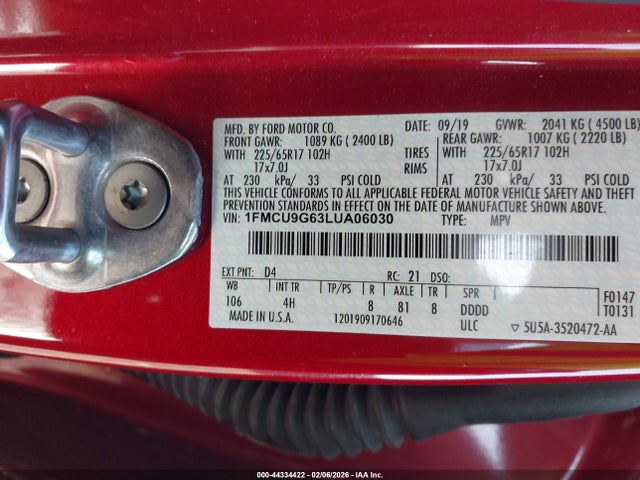 MFD. BY FORD MOTOR CO. DATE: 09/19 GVWR: 2041 KG ( 4500 LB)
FRONT GAWR: 1089 KG ( 2400 LB) REAR GAWR: 1007 KG ( 2220 LB)
WITH 225/65R17 102H TIRES WITH 225/65R17 102H
17x7.0J RIMS 17x7.0J
AT 230 kPa/ 33 PSI COLD AT 230 kPa/ 33 PSI COLD
THIS VEHICLE CONFORMS TO ALL APPLICABLE FEDERAL MOTOR VEHICLE SAFETY AND THEFT
PREVENTION STANDARDS IN EFFECT ON THE DATE OF MANUFACTURE SHOWN ABOVE.
VIN: 1FMCU9G63LUA06030 TYPE: MPV
EXT PNT: D4 RC: 21 DSO:
WB INT TR TP/PS R AXLE TR SPR F0147
106 4H 8 81 8 DDDD T0131
1201909170646 ULC 5U5A-3520472-AA
000-44334422 - 02/06/2026 - IAA Inc.